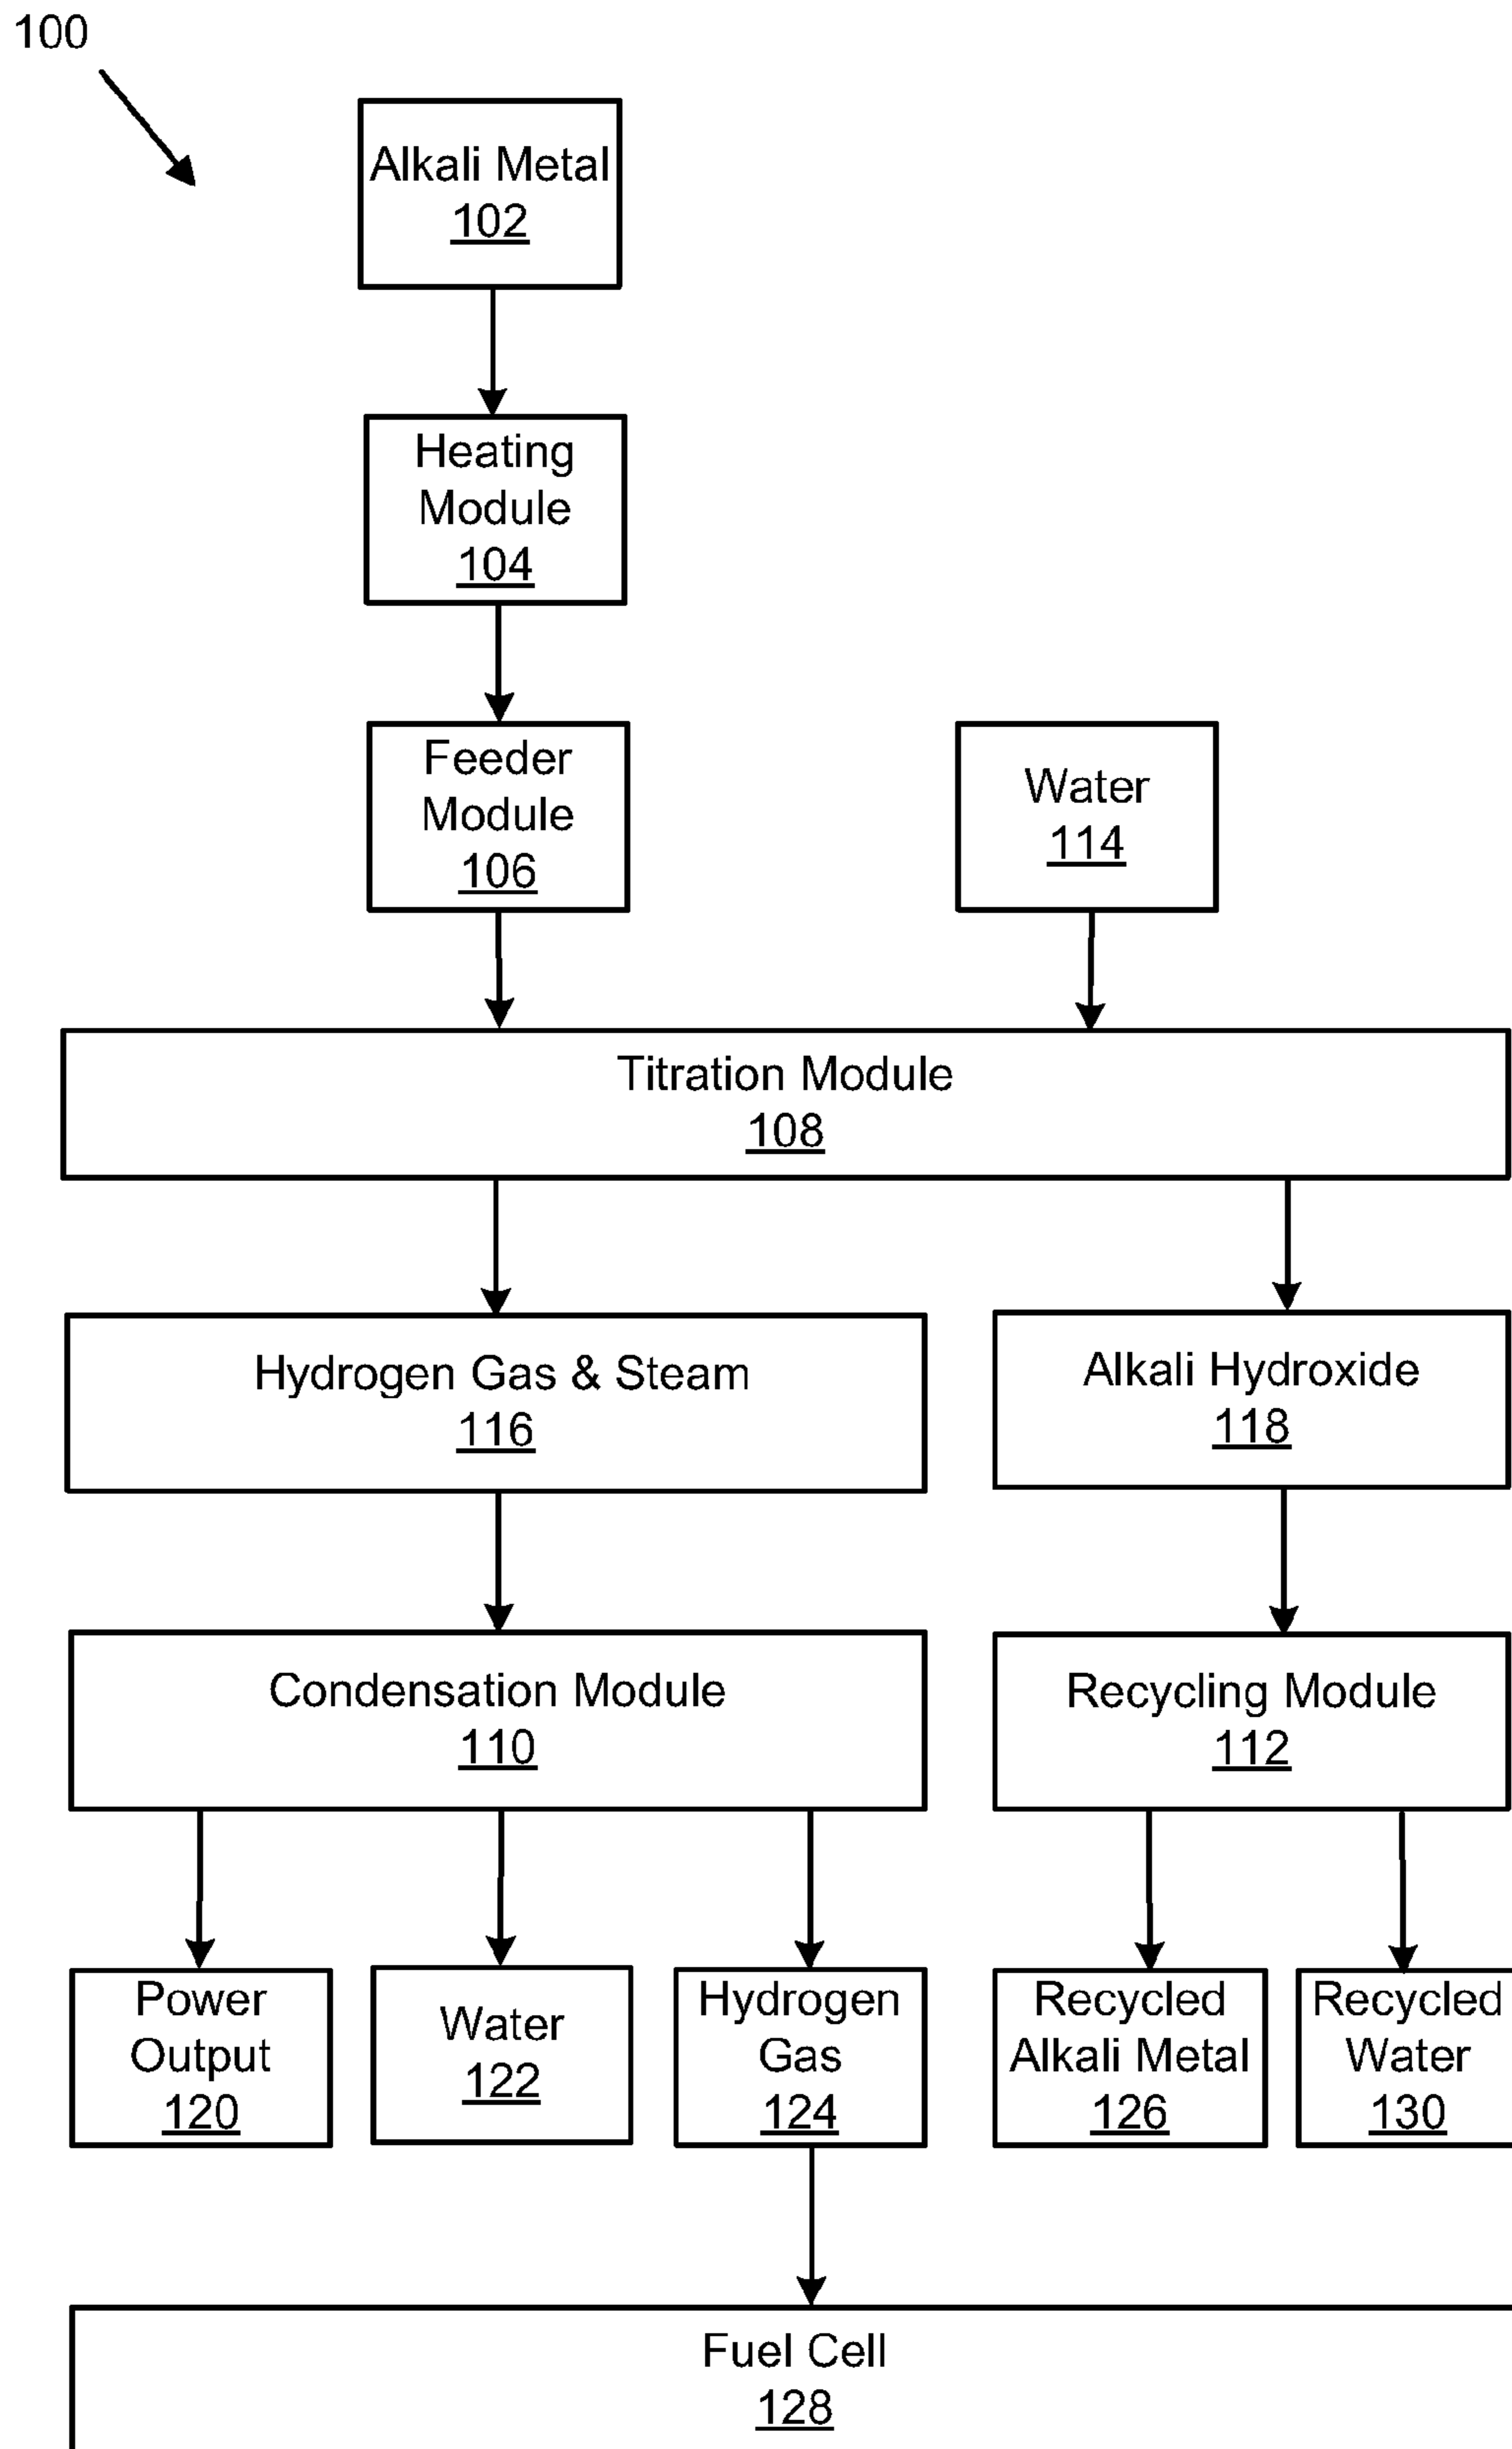 100
Alkali Metal
102
Heating
Module
104
Feeder
Module
106
Water
114
Titration Module
108
Hydrogen Gas & Steam
116
Alkali Hydroxide
118
Condensation Module
110
Recycling Module
112
Power
Output
120
Water
122
Hydrogen
Gas
124
Recycled
Alkali Metal
126
Recycled
Water
130
Fuel Cell
128